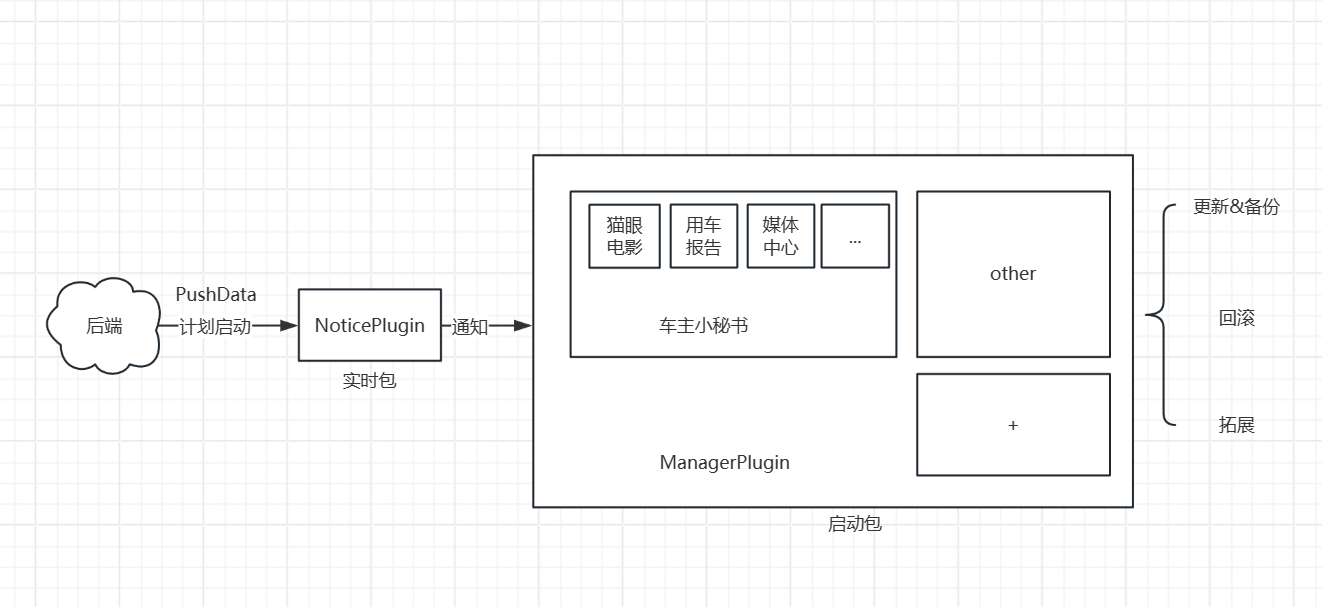 后端
PushData
计划启动
NoticePlugin
实时包
通知
猫眼
电影
用车
报告
媒体
中心
...
车主小秘书
other
+
ManagerPlugin
启动包
更新&备份
回滚
拓展